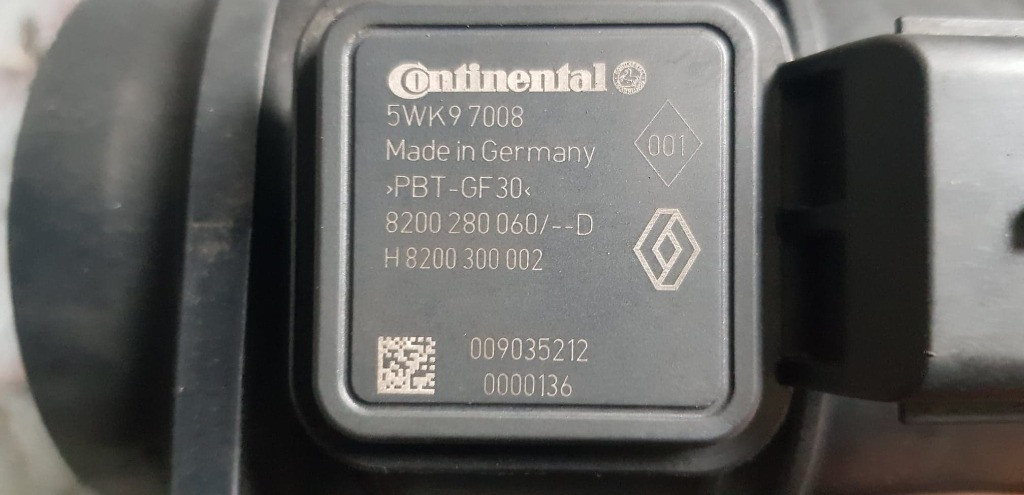 Continental
5WK9 7008
001
Made in Germany
›PBT-GF30‹
8200 280 060/--D
H 8200 300 002
009035212
0000136